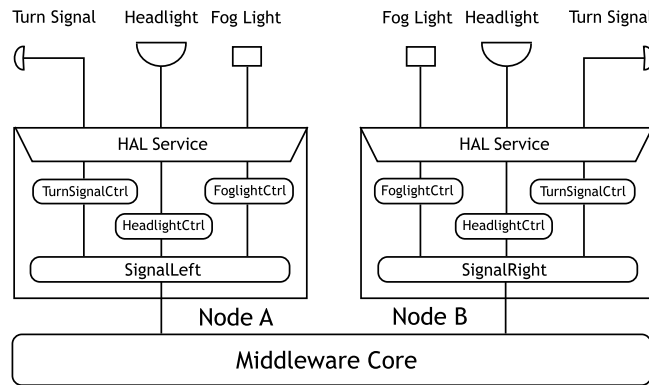 Turn Signal Headlight Fog Light Fog Light Headlight Turn Signal
HAL Service HAL Service
TurnSignalCtrl FoglightCtrl FoglightCtrl TurnSignalCtrl
HeadlightCtrl HeadlightCtrl
SignalLeft SignalRight
Node A Node B
Middleware Core